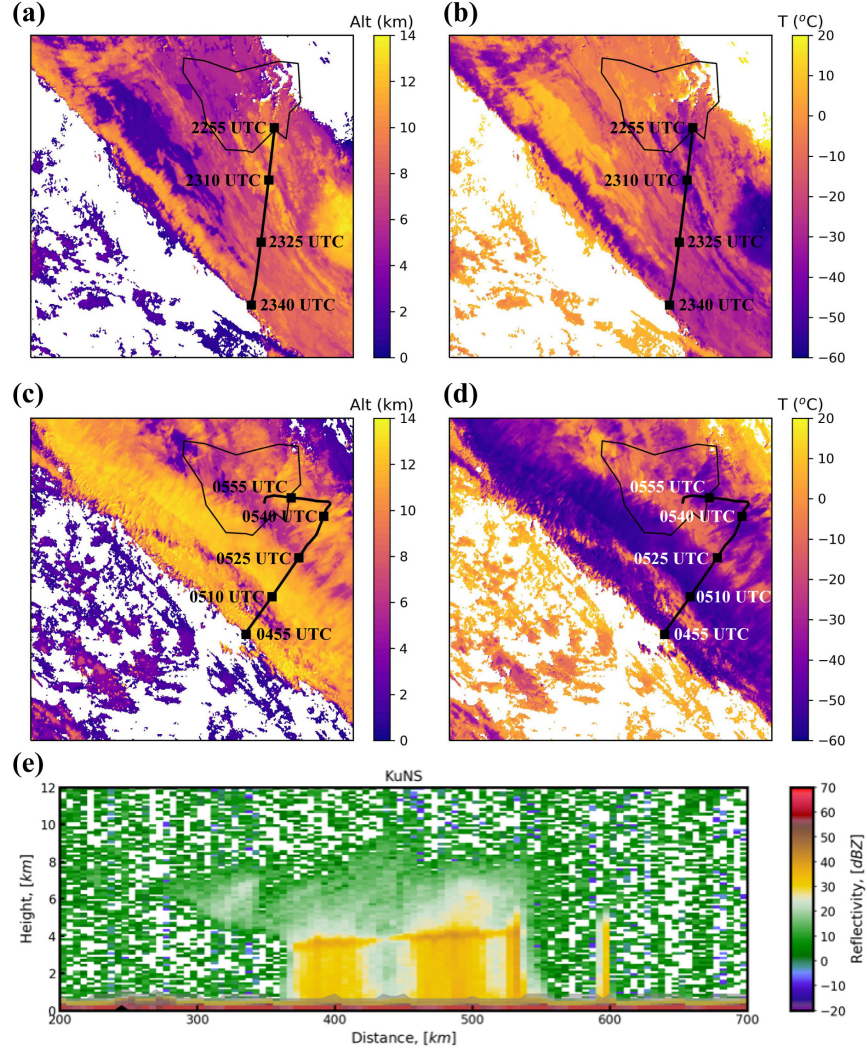 (a)
Alt (km)
(b)
T (°C)
14
12
10
8
6
4
2
0
2255 UTC
2310 UTC
2325 UTC
2340 UTC
20
10
0
−10
−20
−30
−40
−50
−60
2255 UTC
2310 UTC
2325 UTC
2340 UTC
(c)
Alt (km)
(d)
T (°C)
14
12
10
8
6
4
2
0
0555 UTC
0540 UTC
0525 UTC
0510 UTC
0455 UTC
20
10
0
−10
−20
−30
−40
−50
−60
0555 UTC
0540 UTC
0525 UTC
0510 UTC
0455 UTC
(e)
KuNS
12
10
8
6
4
2
0
Height, [km]
200 300 400 500 600 700
Distance, [km]
70
60
50
40
30
20
10
0
−10
−20
Reflectivity, [dBZ]